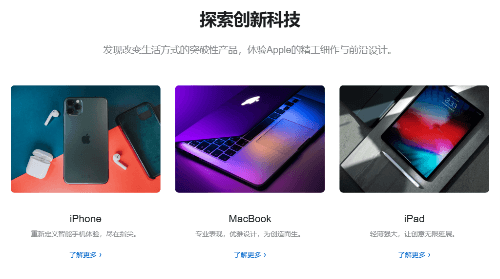 探索创新科技
发现改变生活方式的突破性产品，体验Apple的精工细作与前沿设计。
iPhone
重新定义智能手机体验，尽在指尖。
了解更多 ›
MacBook
专业表现，优雅设计，为创造而生。
了解更多 ›
iPad
轻薄强大，让创意无限延展。
了解更多 ›